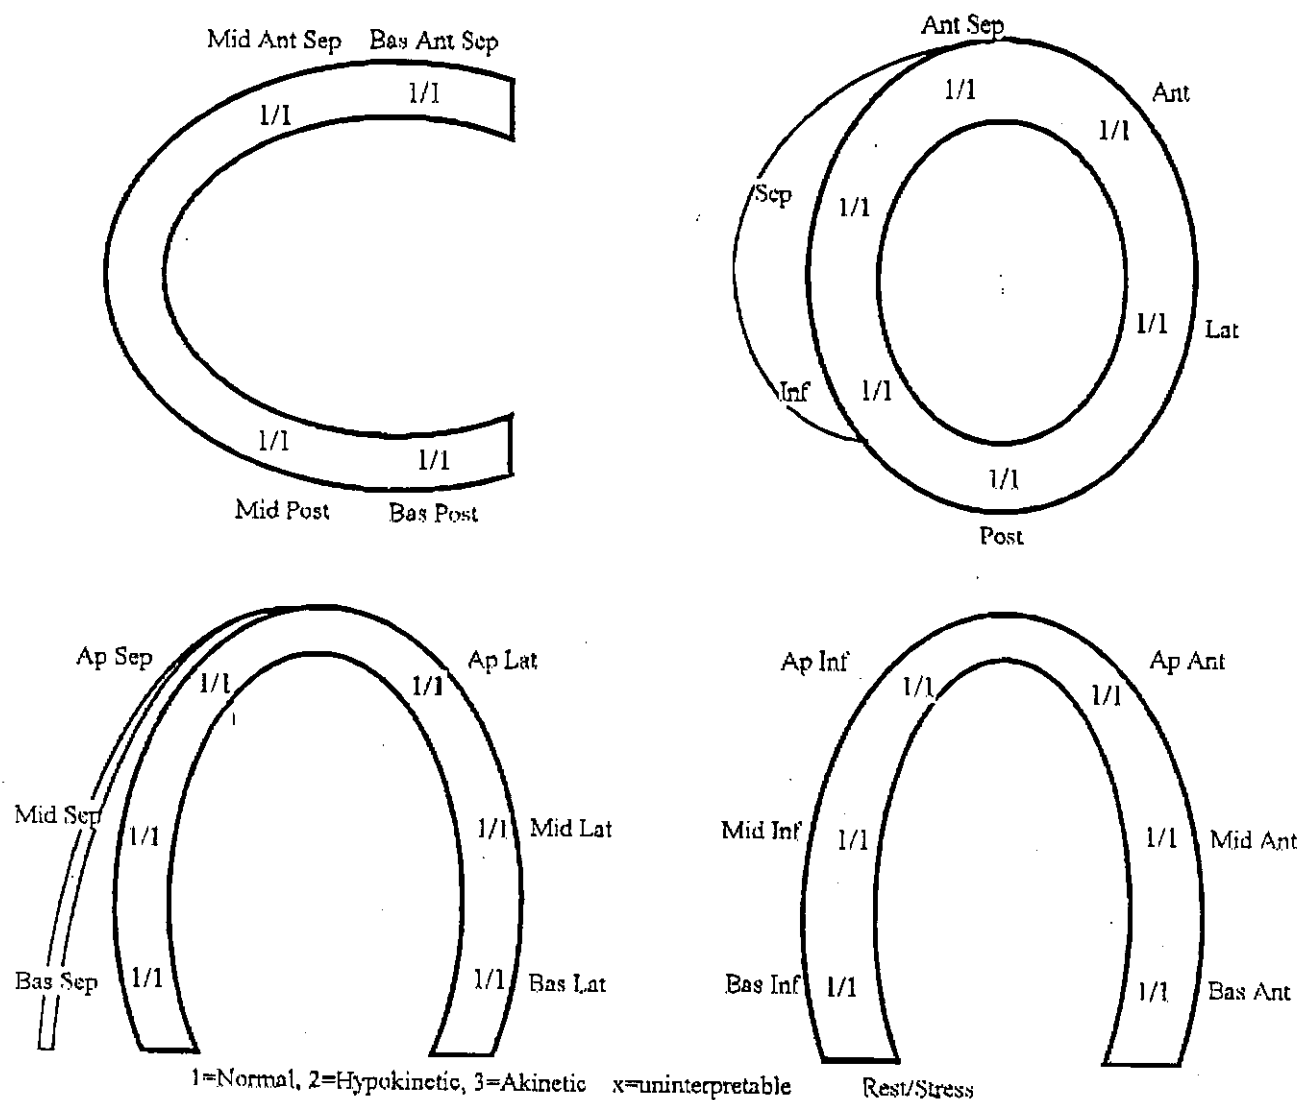 Mid Ant Sep Bas Ant Sep
1/1 1/1
1/1 1/1
Mid Post Bas Post
Ant Sep
1/1 Ant
1/1
Sep 1/1
1/1 Lat
Inf 1/1
1/1
Post
Ap Sep 1/1 1/1 Ap Lat
Mid Sep 1/1 1/1 Mid Lat
Bas Sep 1/1 1/1 Bas Lat
Ap Inf 1/1 1/1 Ap Ant
Mid Inf 1/1 1/1 Mid Ant
Bas Inf 1/1 1/1 Bas Ant
1=Normal, 2=Hypokinetic, 3=Akinetic x=uninterpretable Rest/Stress